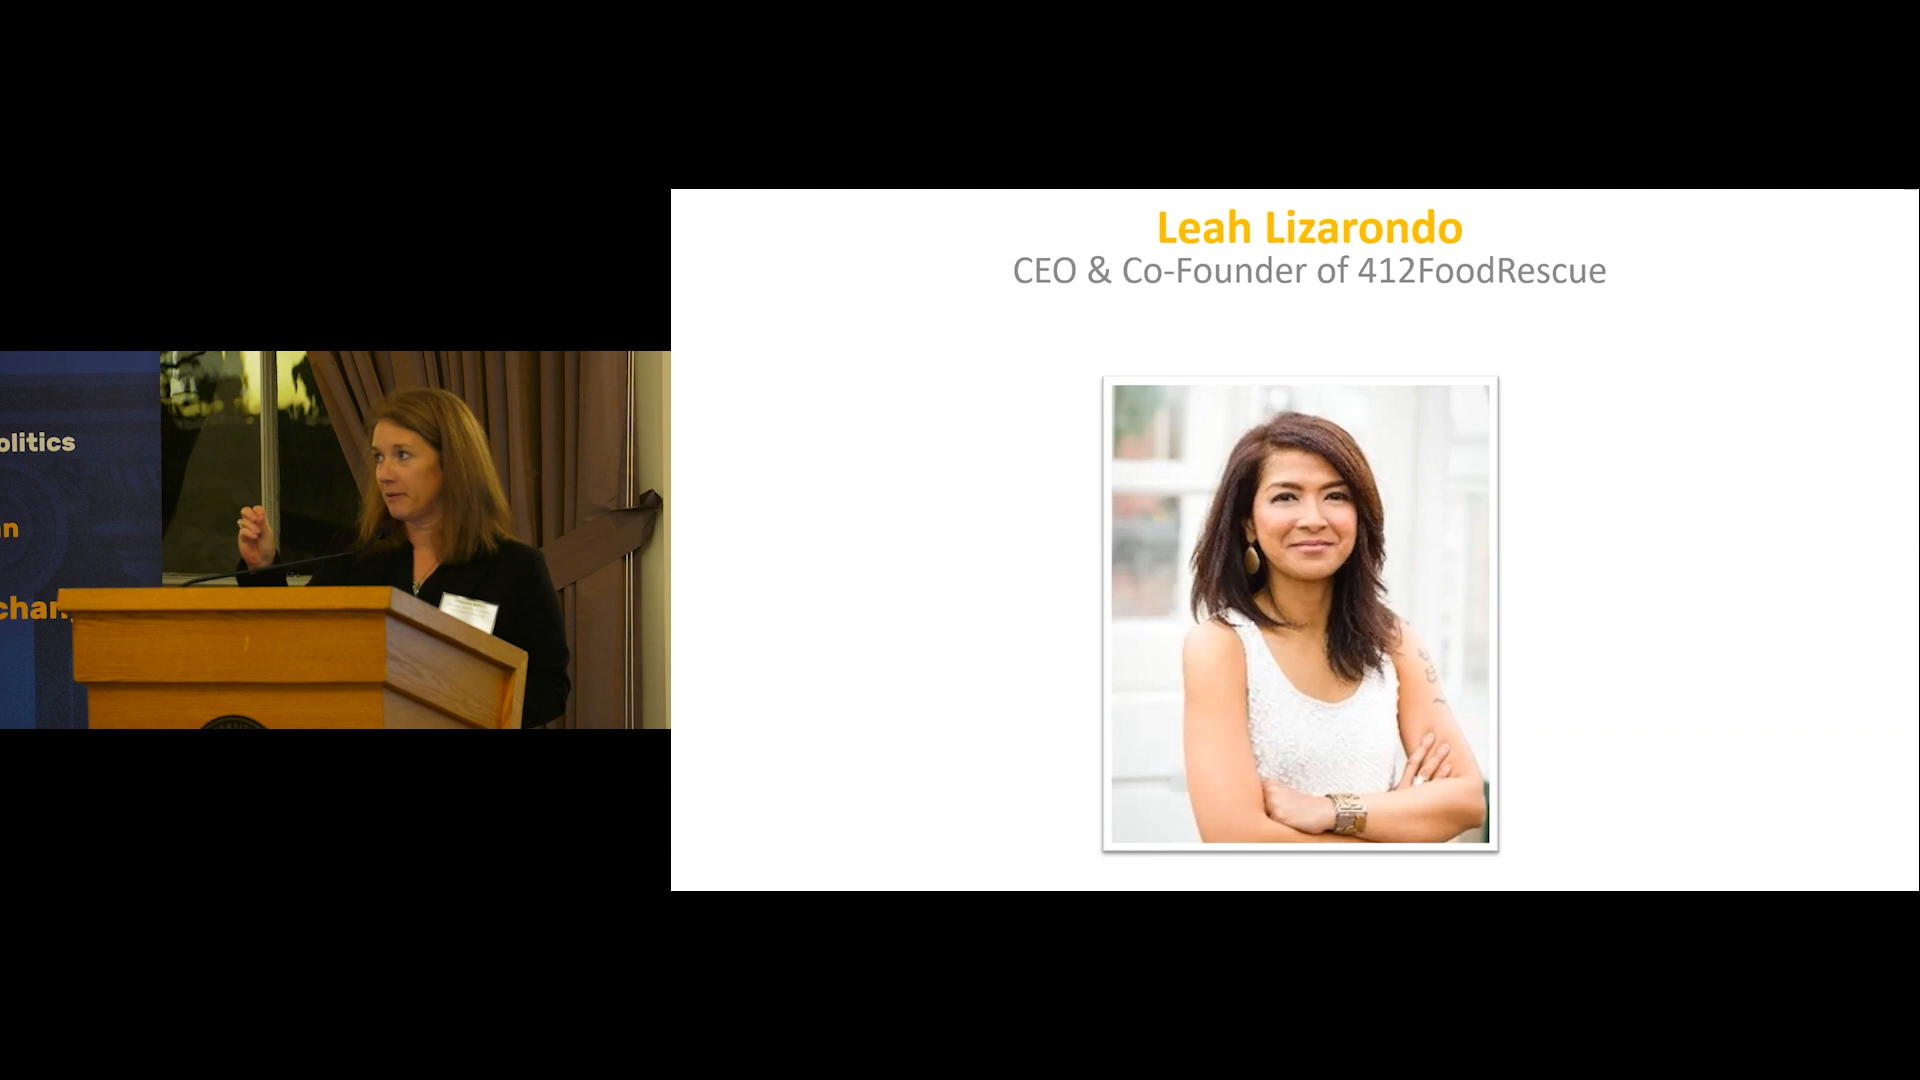 olitics
n
chan
Leah Lizarondo
CEO & Co-Founder of 412FoodRescue